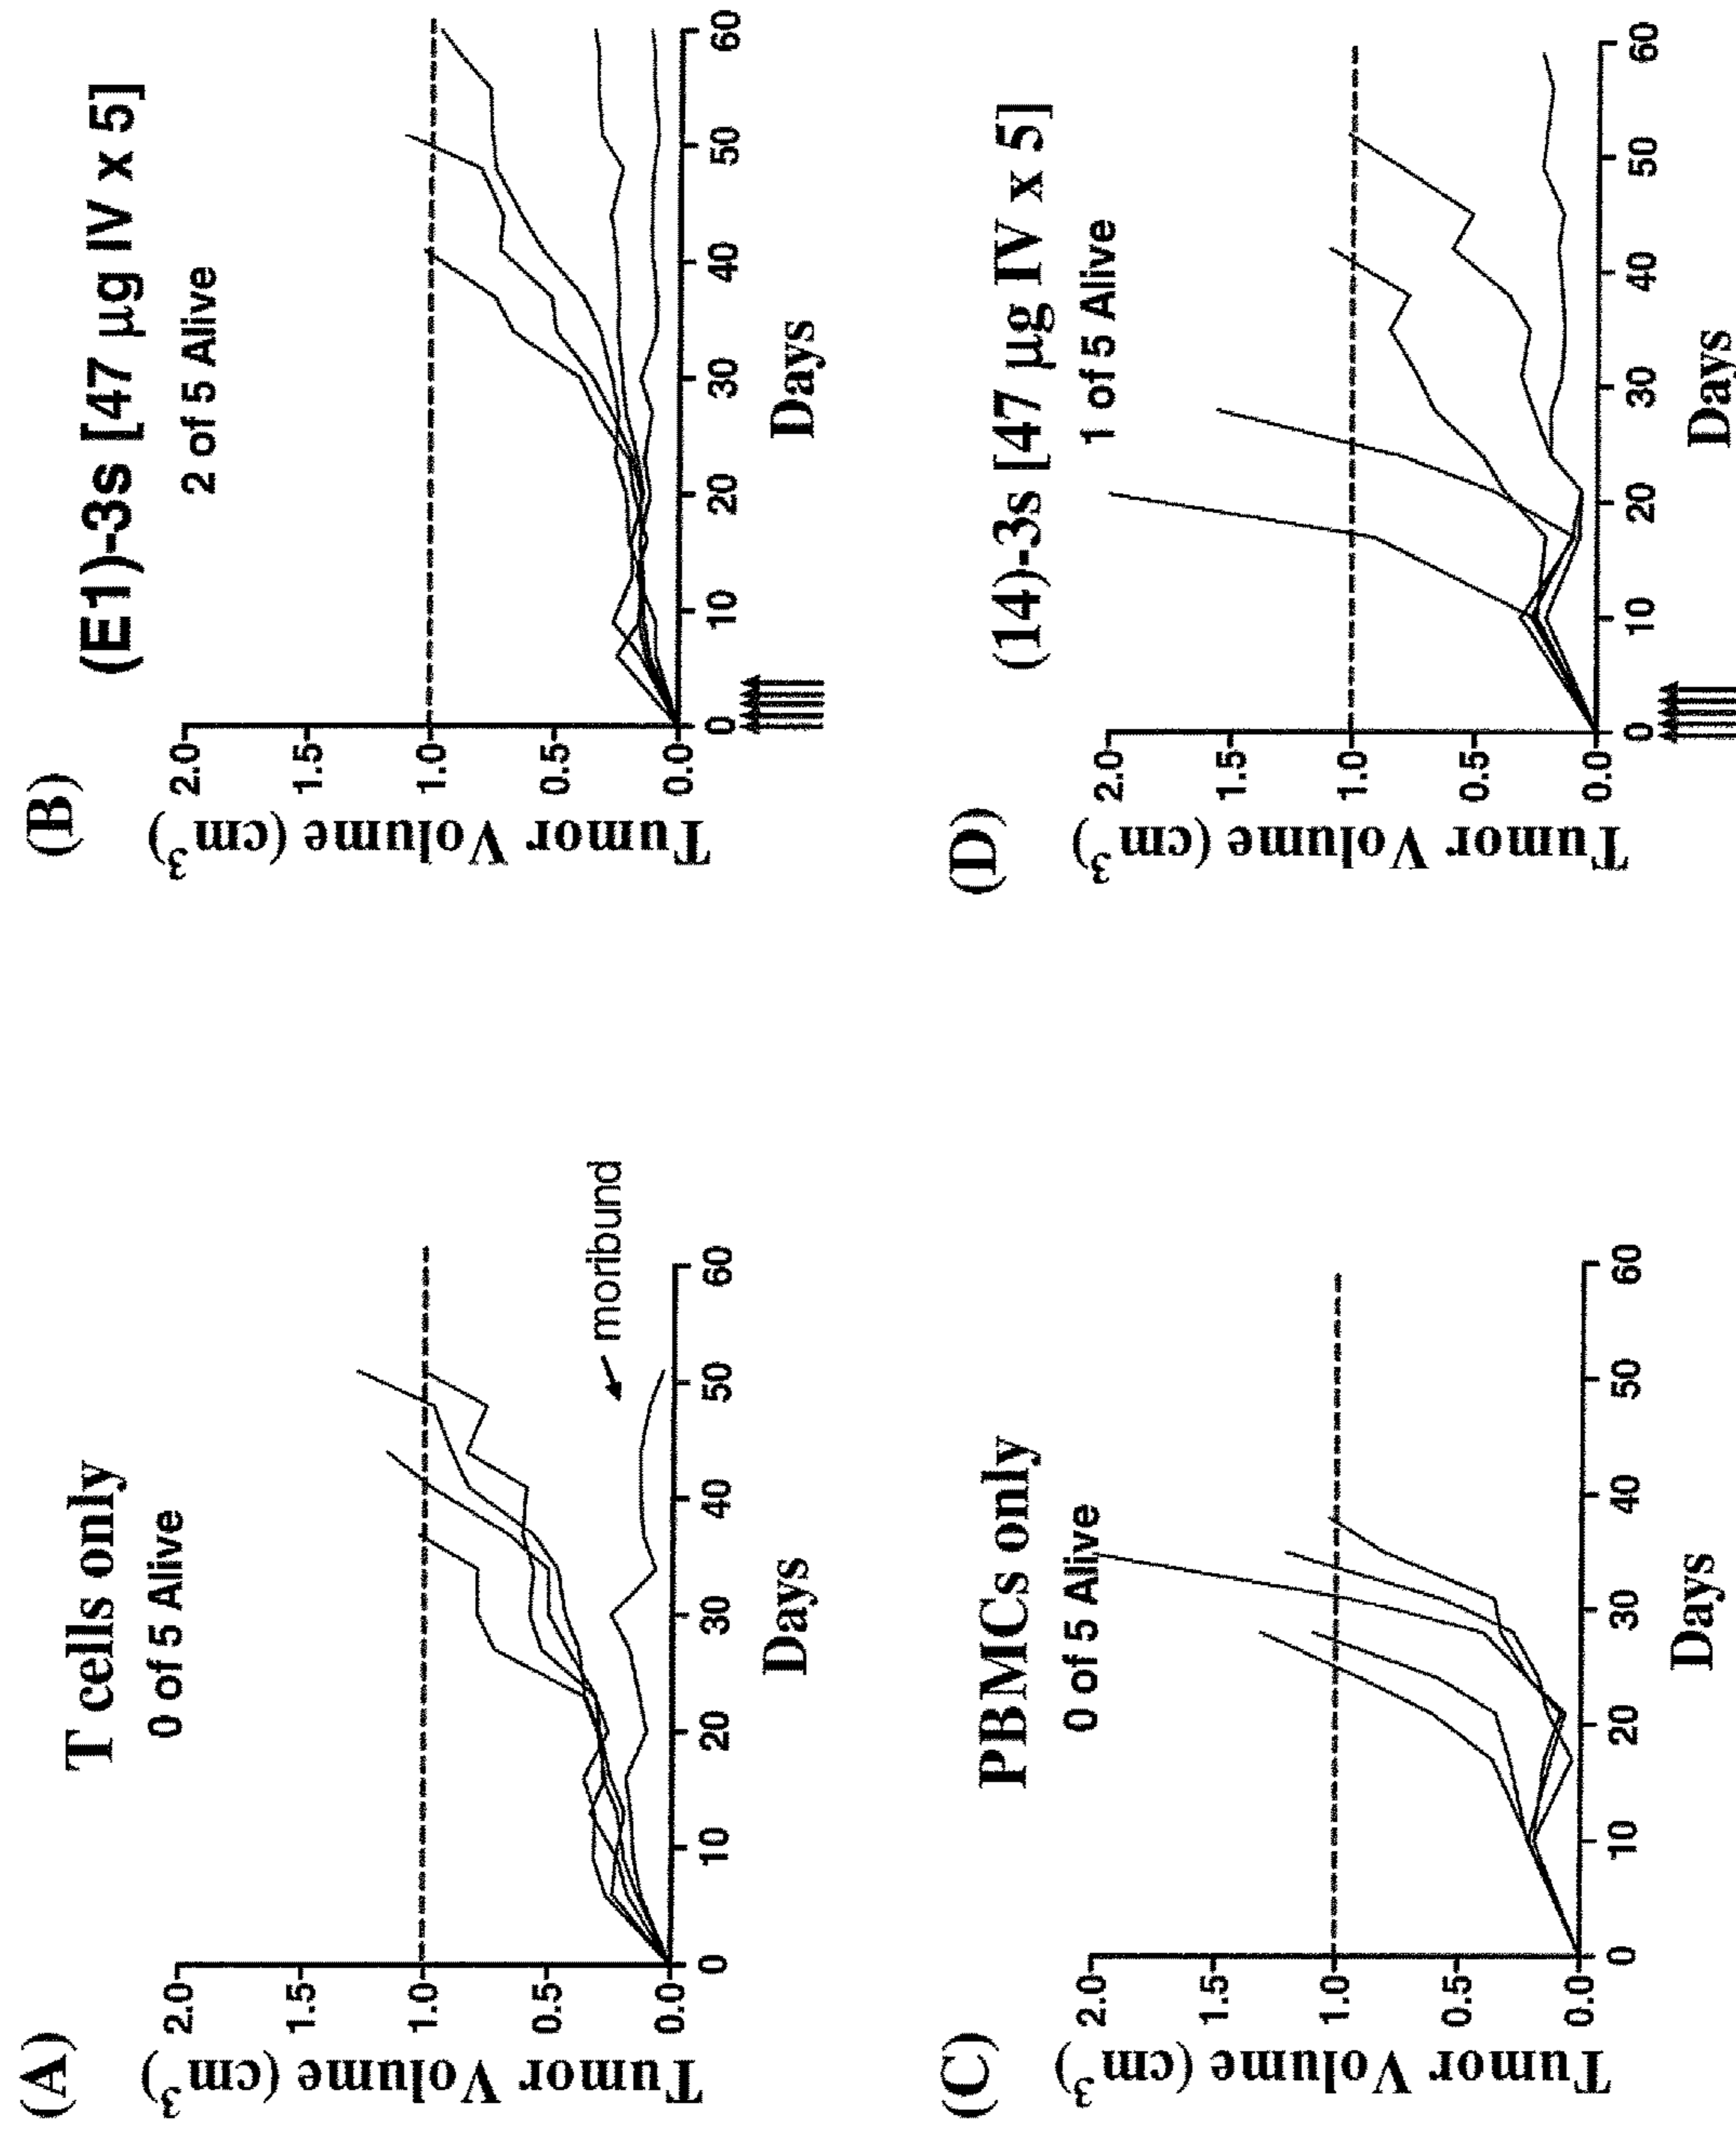 (A)
T cells only
0 of 5 Alive
Tumor Volume (cm³)
2.0
1.5
1.0
0.5
0.0
moribund
0 10 20 30 40 50 60
Days
(B)
(E1)-3s [47 µg IV x 5]
2 of 5 Alive
Tumor Volume (cm³)
2.0
1.5
1.0
0.5
0.0
0 10 20 30 40 50 60
Days
(C)
PBMCs only
0 of 5 Alive
Tumor Volume (cm³)
2.0
1.5
1.0
0.5
0.0
0 10 20 30 40 50 60
Days
(D)
(14)-3s [47 µg IV x 5]
1 of 5 Alive
Tumor Volume (cm³)
2.0
1.5
1.0
0.5
0.0
0 10 20 30 40 50 60
Days